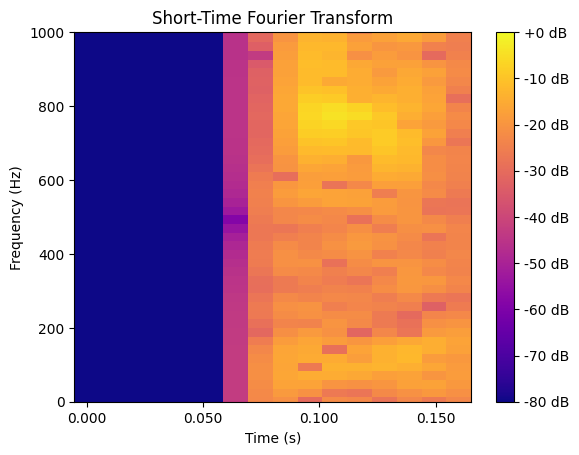 Short-Time Fourier Transform
1000
800
600
400
200
0
Frequency (Hz)
0.000
0.050
0.100
0.150
Time (s)
+0 dB
-10 dB
-20 dB
-30 dB
-40 dB
-50 dB
-60 dB
-70 dB
-80 dB